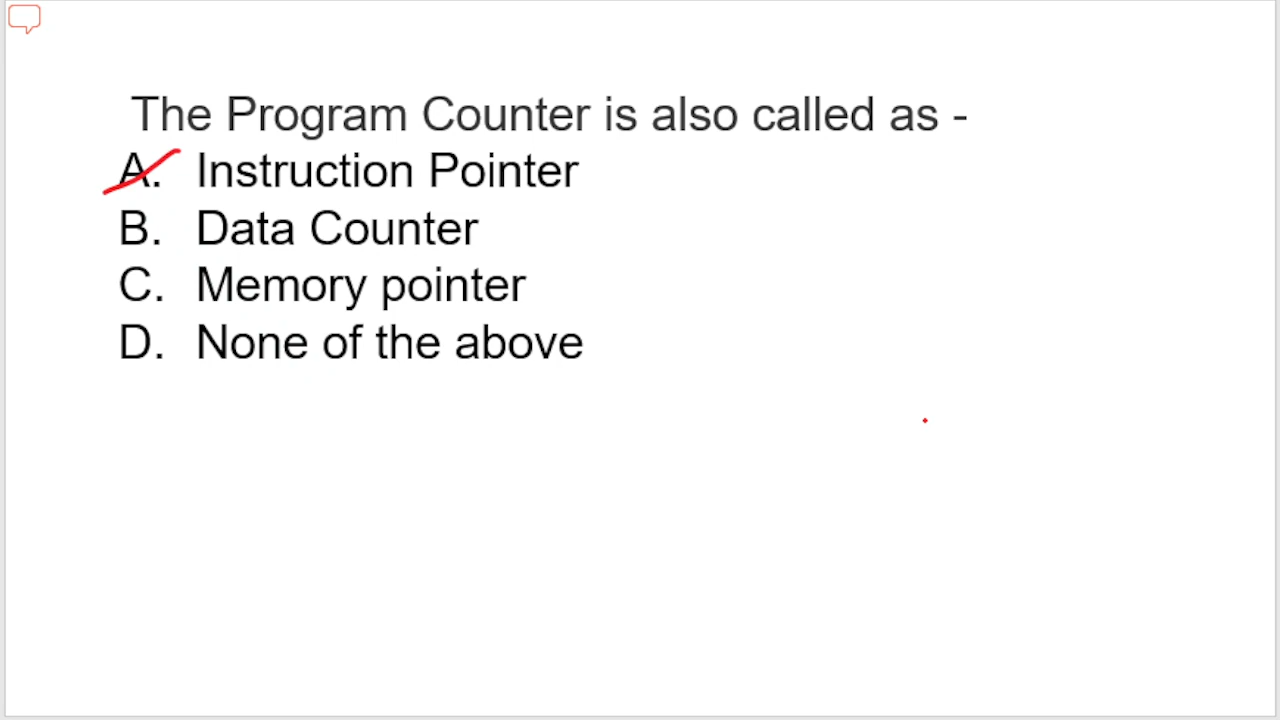 The Program Counter is also called as -
A. Instruction Pointer
B. Data Counter
C. Memory pointer
D. None of the above